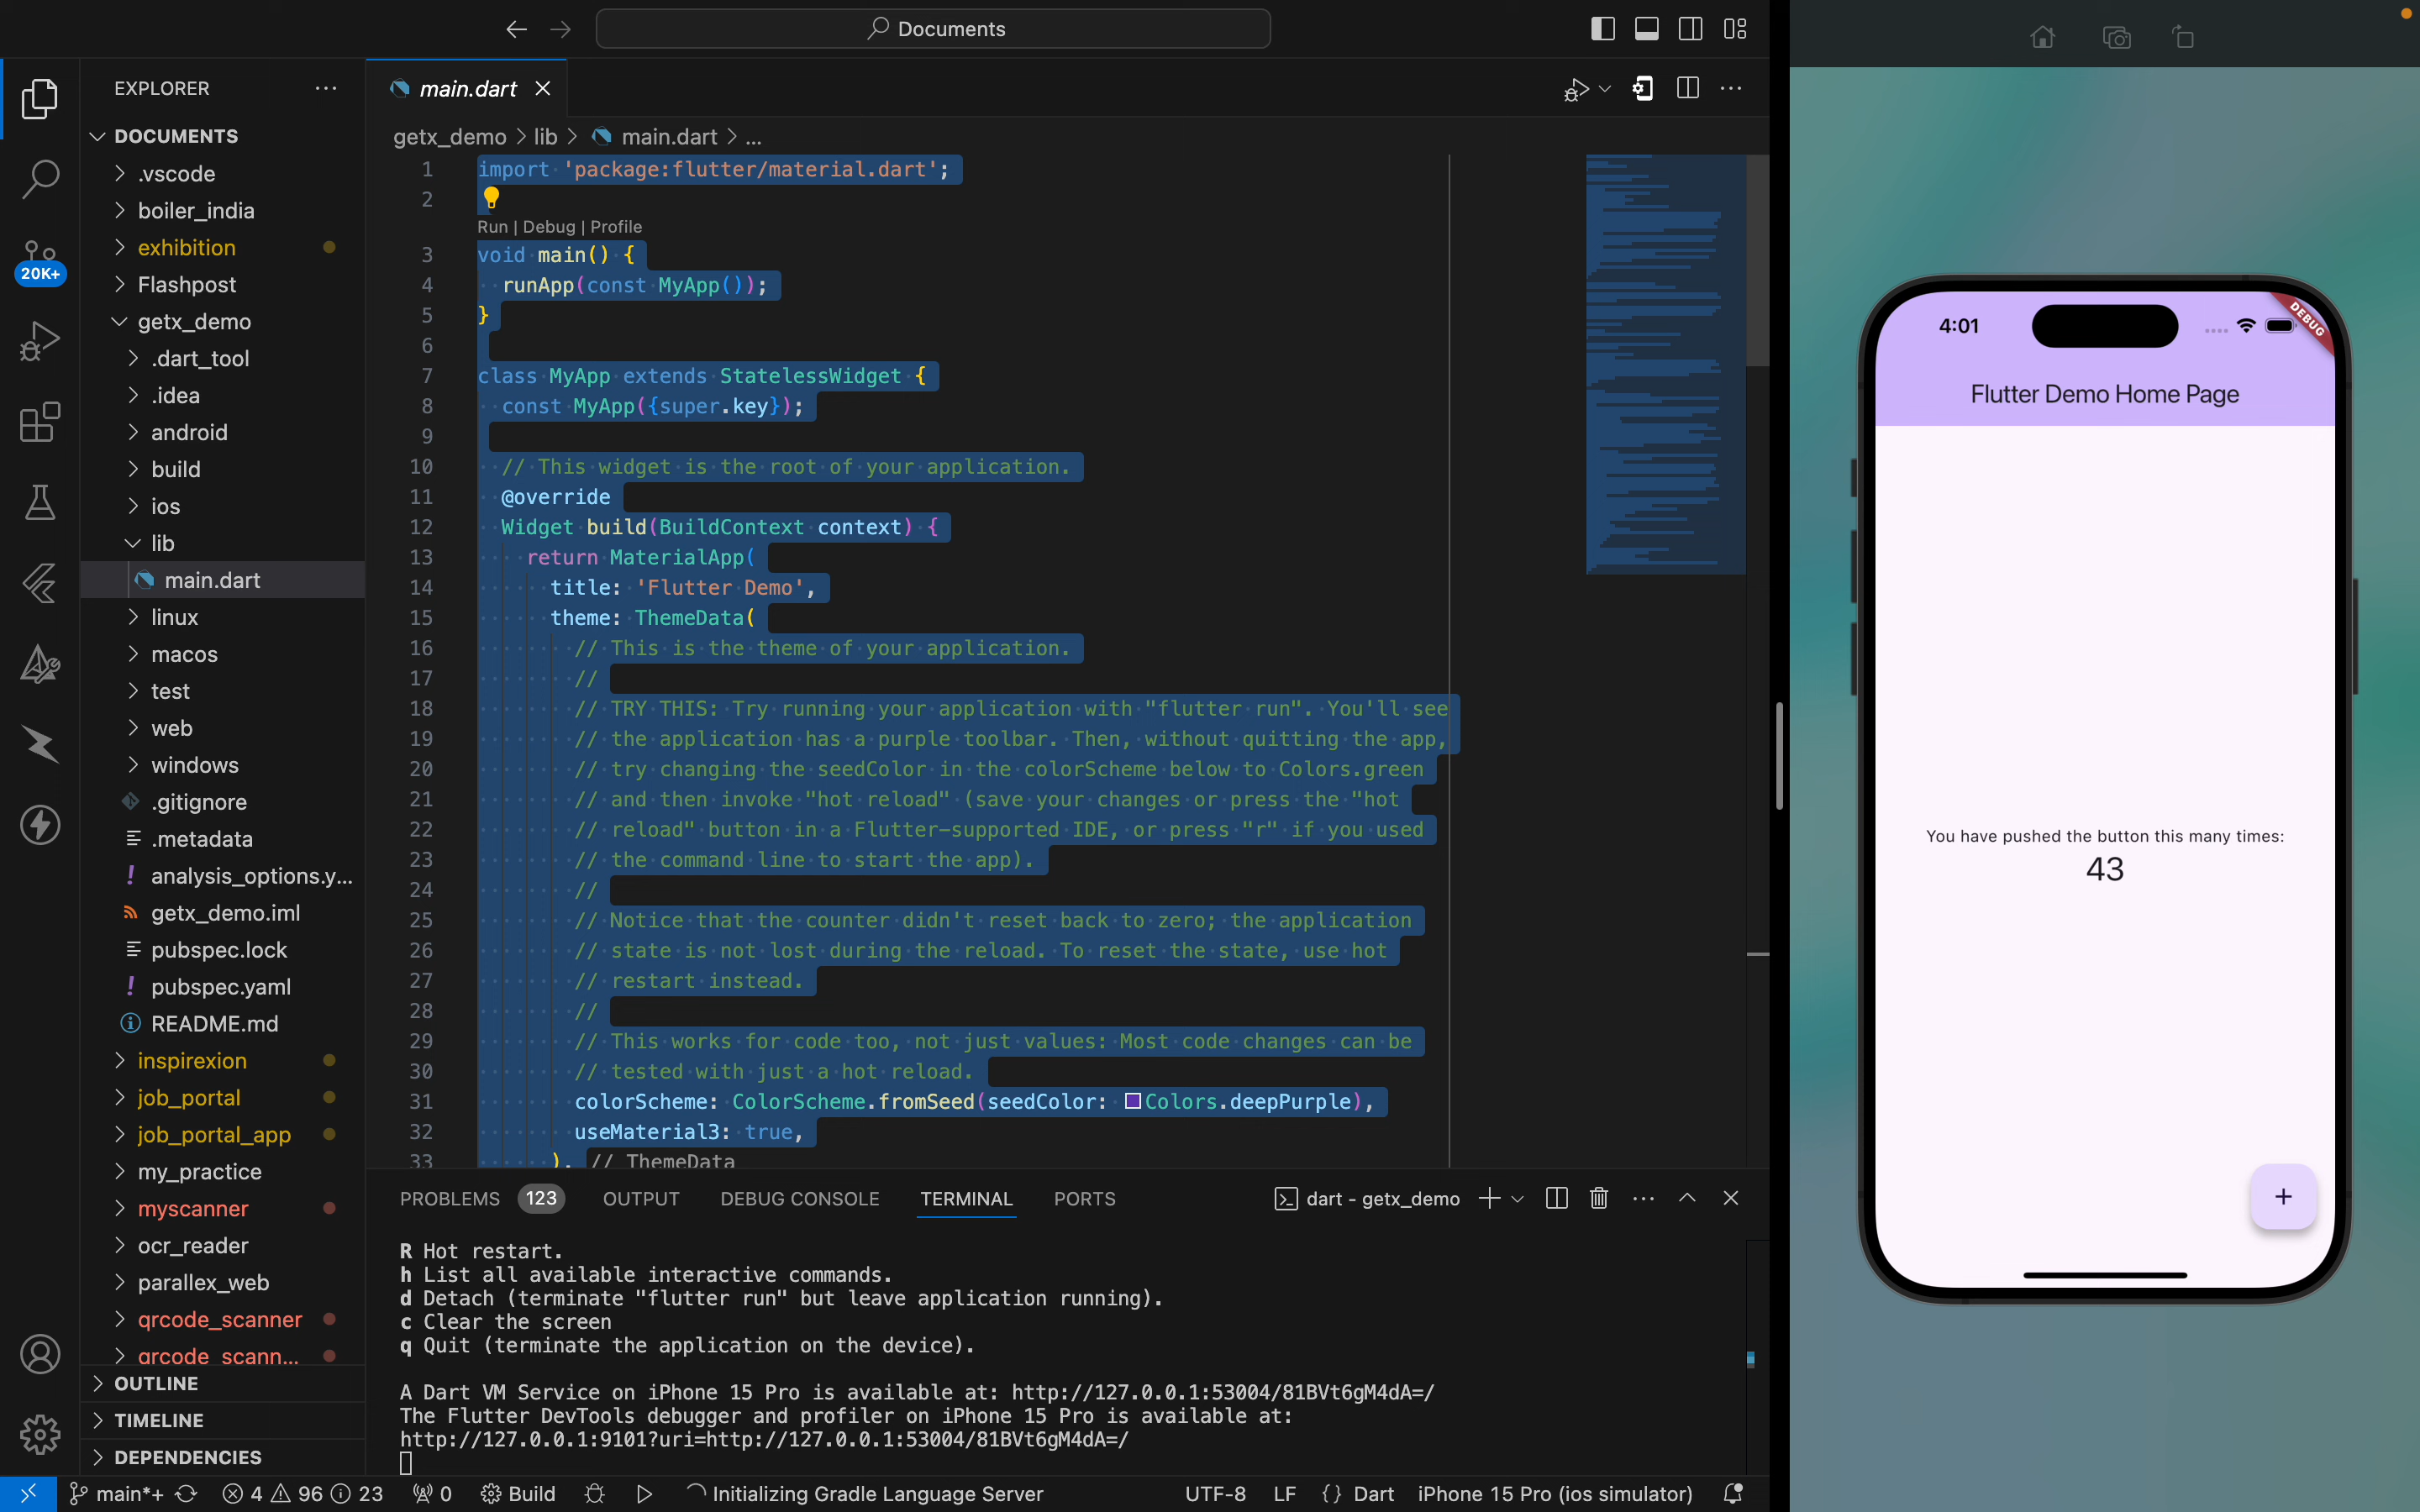 Documents
EXPLORER
DOCUMENTS
.vscode
boiler_india
exhibition
Flashpost
getx_demo
.dart_tool
.idea
android
build
ios
lib
main.dart
linux
macos
test
web
windows
.gitignore
.metadata
analysis_options.y...
getx_demo.iml
pubspec.lock
pubspec.yaml
README.md
inspirexion
job_portal
job_portal_app
my_practice
myscanner
ocr_reader
parallex_web
qrcode_scanner
qrcode_scann...
OUTLINE
TIMELINE
DEPENDENCIES
20K+
main.dart
getx_demo > lib > main.dart > ...
1 import 'package:flutter/material.dart';
2
Run | Debug | Profile
3 void main() {
4 runApp(const MyApp());
5 }
6
7 class MyApp extends StatelessWidget {
8 const MyApp({super.key});
9
10 // This widget is the root of your application.
11 @override
12 Widget build(BuildContext context) {
13 return MaterialApp(
14 title: 'Flutter Demo',
15 theme: ThemeData(
16 // This is the theme of your application.
17 //
18 // TRY THIS: Try running your application with "flutter run". You'll see
19 // the application has a purple toolbar. Then, without quitting the app,
20 // try changing the seedColor in the colorScheme below to Colors.green
21 // and then invoke "hot reload" (save your changes or press the "hot
22 // reload" button in a Flutter-supported IDE, or press "r" if you used
23 // the command line to start the app).
24 //
25 // Notice that the counter didn't reset back to zero; the application
26 // state is not lost during the reload. To reset the state, use hot
27 // restart instead.
28 //
29 // This works for code too, not just values: Most code changes can be
30 // tested with just a hot reload.
31 colorScheme: ColorScheme.fromSeed(seedColor: Colors.deepPurple),
32 useMaterial3: true,
33 ), // ThemeData
PROBLEMS 123 OUTPUT DEBUG CONSOLE TERMINAL PORTS dart - getx_demo
R Hot restart.
h List all available interactive commands.
d Detach (terminate "flutter run" but leave application running).
c Clear the screen
q Quit (terminate the application on the device).
A Dart VM Service on iPhone 15 Pro is available at: http://127.0.0.1:53004/81BVt6gM4dA=/
The Flutter DevTools debugger and profiler on iPhone 15 Pro is available at:
http://127.0.0.1:9101?uri=http://127.0.0.1:53004/81BVt6gM4dA=/
main*+ 4 96 23 0 Build Initializing Gradle Language Server UTF-8 LF {} Dart iPhone 15 Pro (ios simulator)
4:01
DEBUG
Flutter Demo Home Page
You have pushed the button this many times:
43
+